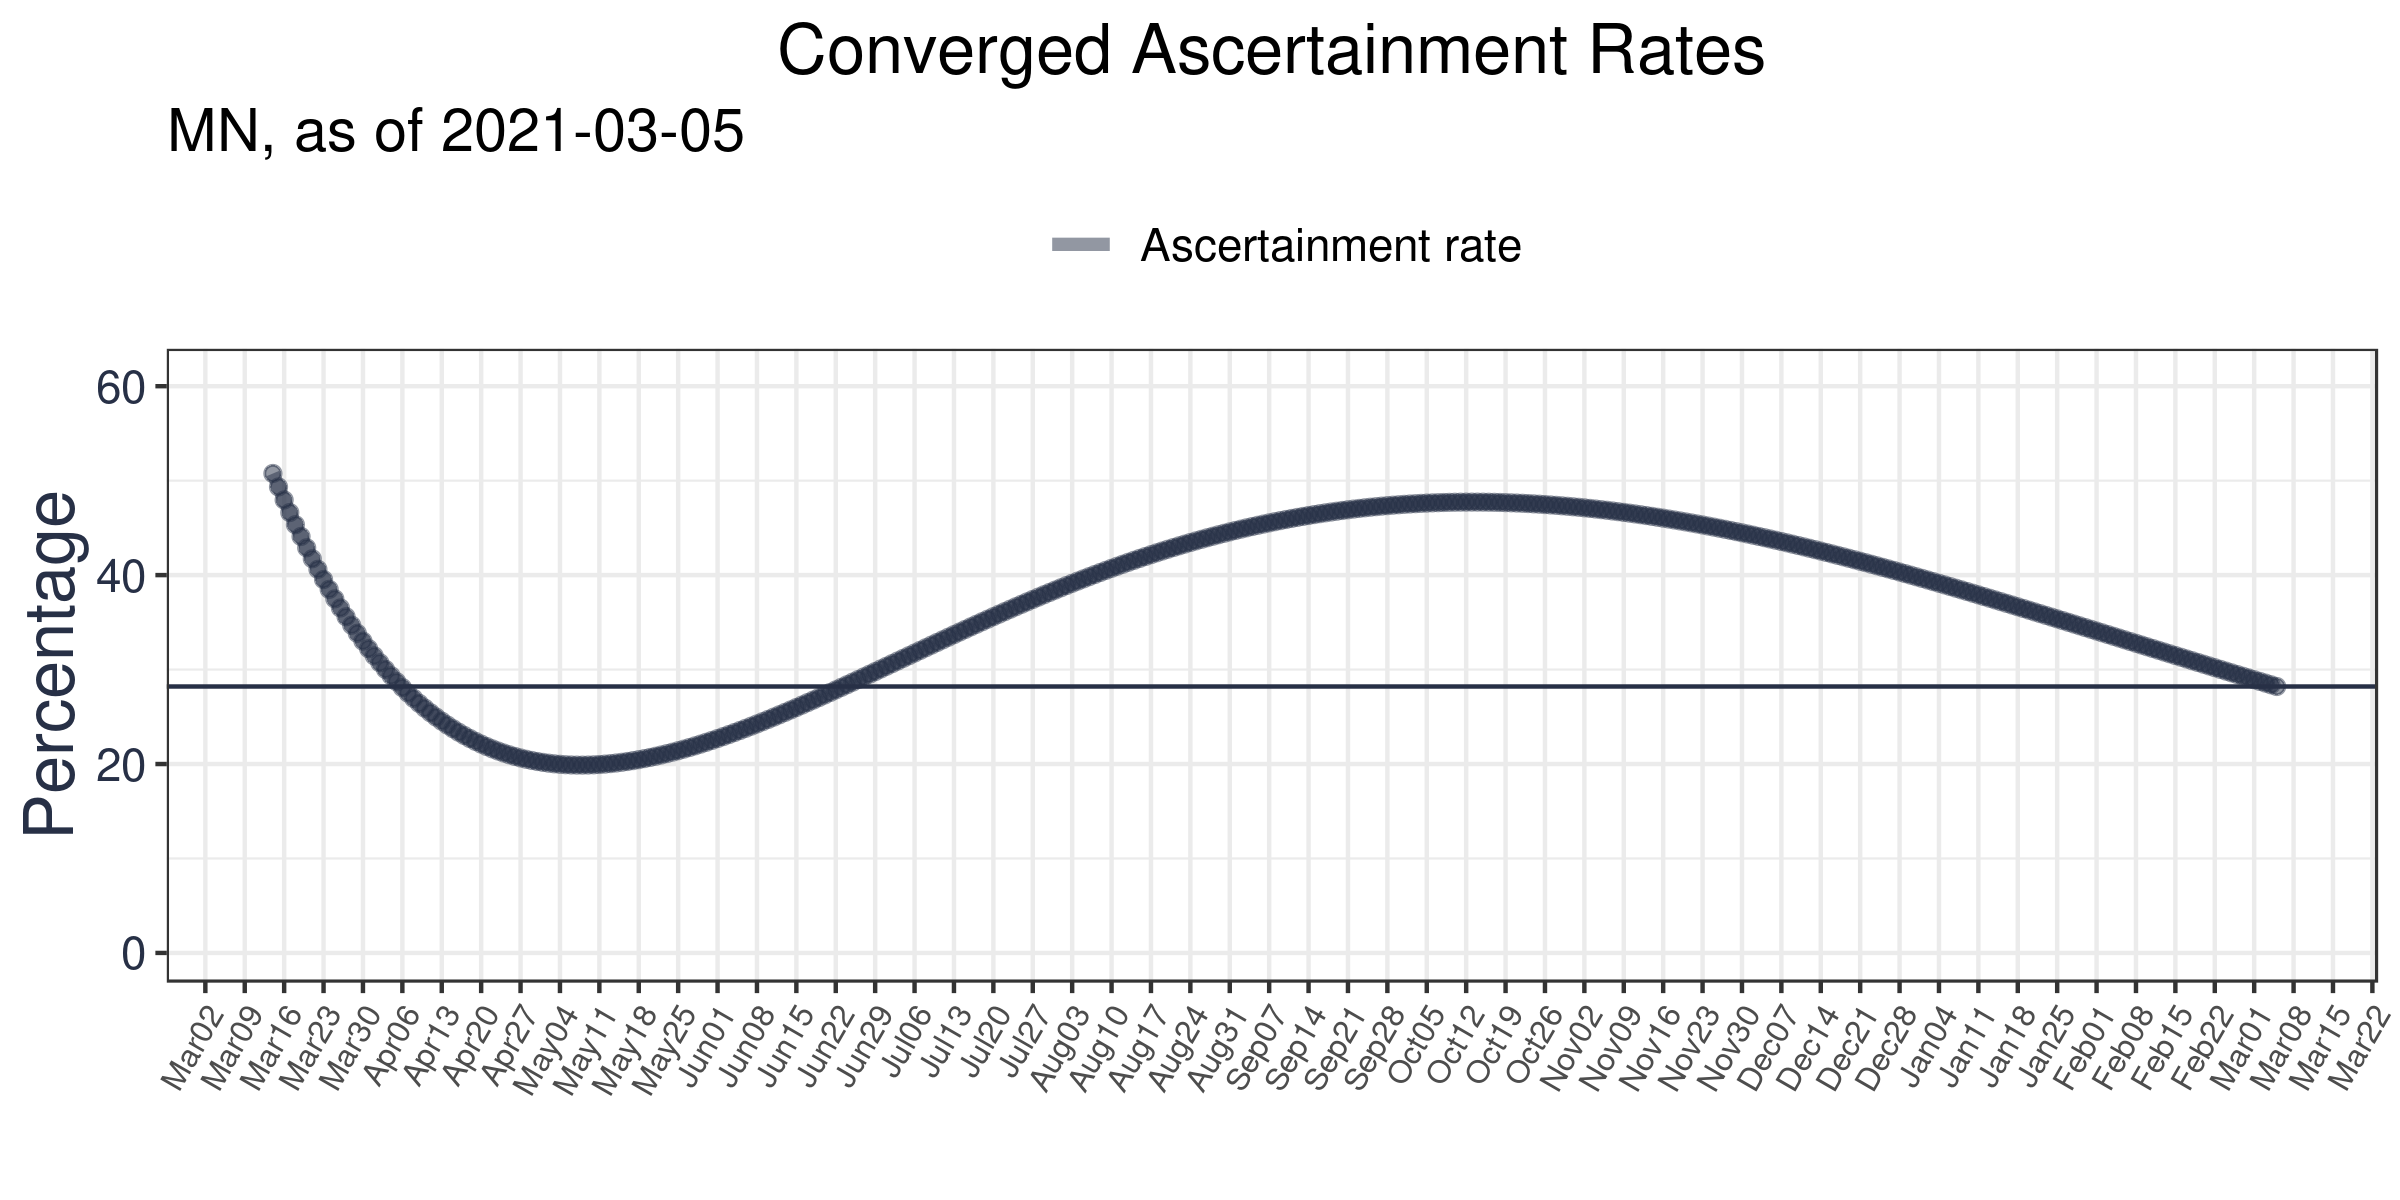 Converged Ascertainment Rates
MN, as of 2021-03-05
Ascertainment rate
Percentage
60
40
20
0
Mar02
Mar09
Mar16
Mar23
Mar30
Apr06
Apr13
Apr20
Apr27
May04
May11
May18
May25
Jun01
Jun08
Jun15
Jun22
Jun29
Jul06
Jul13
Jul20
Jul27
Aug03
Aug10
Aug17
Aug24
Aug31
Sep07
Sep14
Sep21
Sep28
Oct05
Oct12
Oct19
Oct26
Nov02
Nov09
Nov16
Nov23
Nov30
Dec07
Dec14
Dec21
Dec28
Jan04
Jan11
Jan18
Jan25
Feb01
Feb08
Feb15
Feb22
Mar01
Mar08
Mar15
Mar22